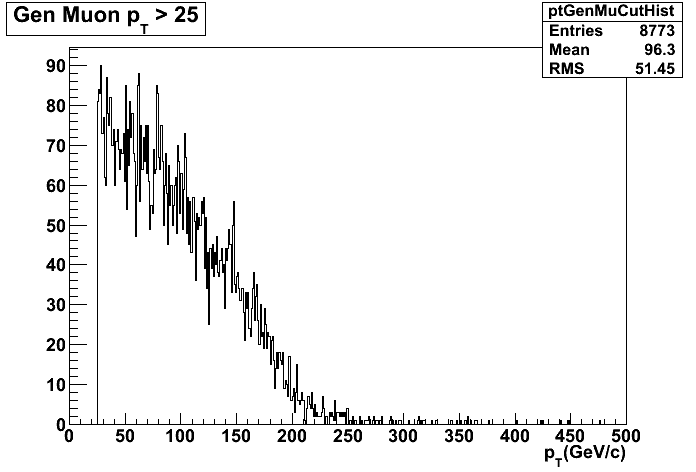 Gen Muon p_T > 25
ptGenMuCutHist
Entries 8773
Mean 96.3
RMS 51.45
90
80
70
60
50
40
30
20
10
0
0 50 100 150 200 250 300 350 400 450 500
p_T(GeV/c)